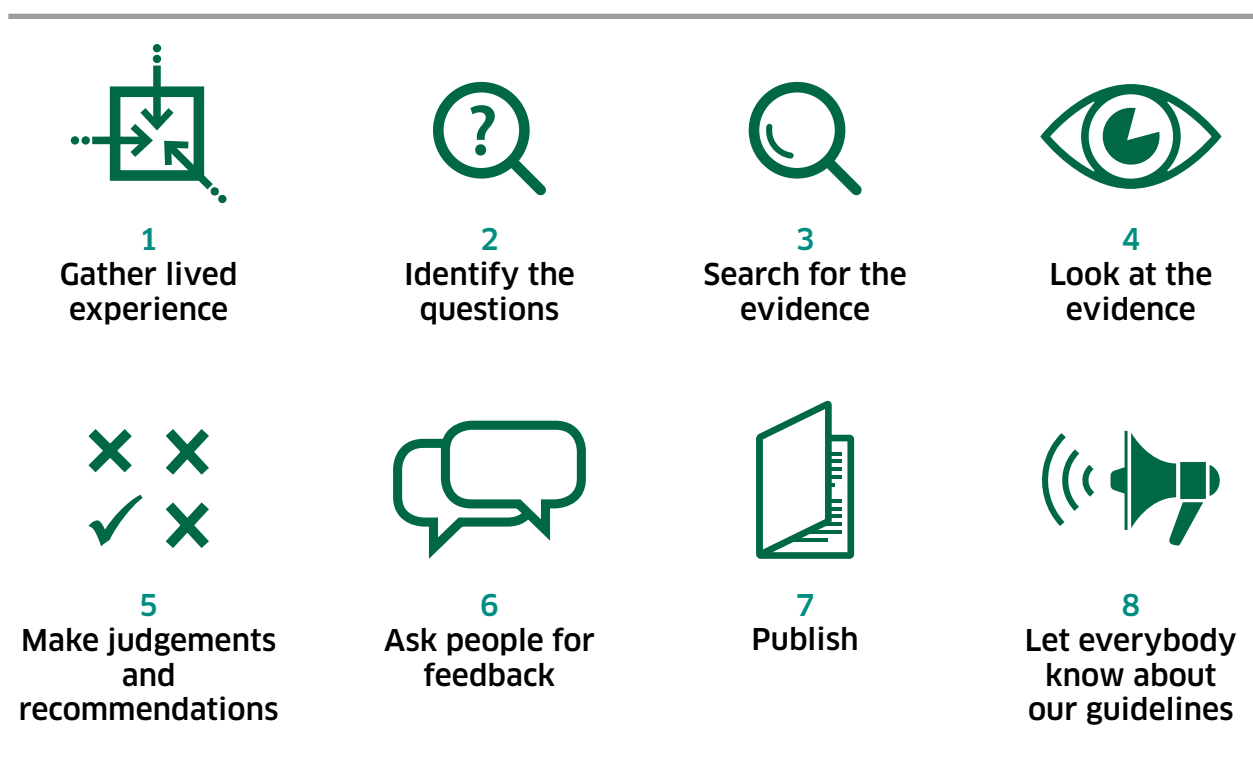 ?
1
Gather lived
experience
2
Identify the
questions
3
Search for the
evidence
4
Look at the
evidence
5
Make judgements
and
recommendations
6
Ask people for
feedback
7
Publish
8
Let everybody
know about
our guidelines